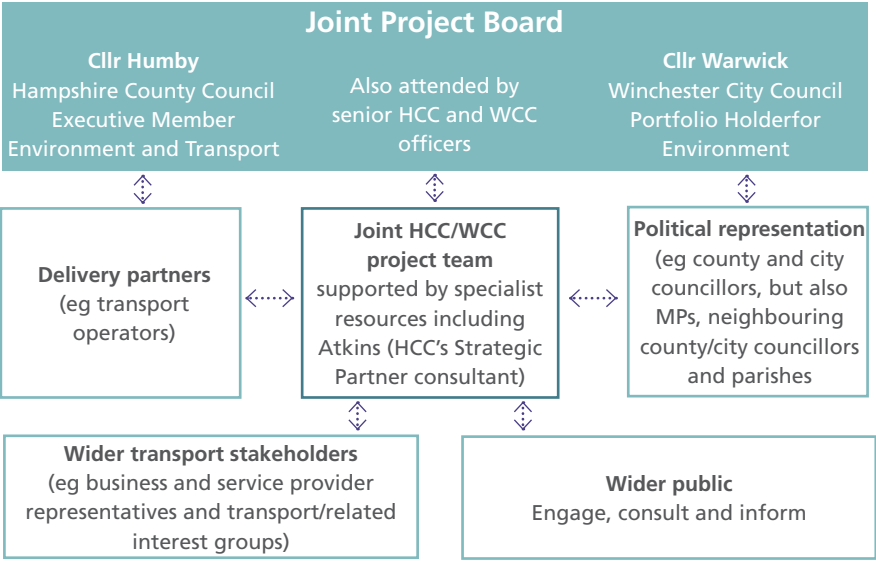 Joint Project Board
Cllr Humby
Hampshire County Council
Executive Member
Environment and Transport
Also attended by
senior HCC and WCC
officers
Cllr Warwick
Winchester City Council
Portfolio Holderfor
Environment
Delivery partners
(eg transport
operators)
Joint HCC/WCC
project team
supported by specialist
resources including
Atkins (HCC’s Strategic
Partner consultant)
Political representation
(eg county and city
councillors, but also
MPs, neighbouring
county/city councillors
and parishes
Wider transport stakeholders
(eg business and service provider
representatives and transport/related
interest groups)
Wider public
Engage, consult and inform